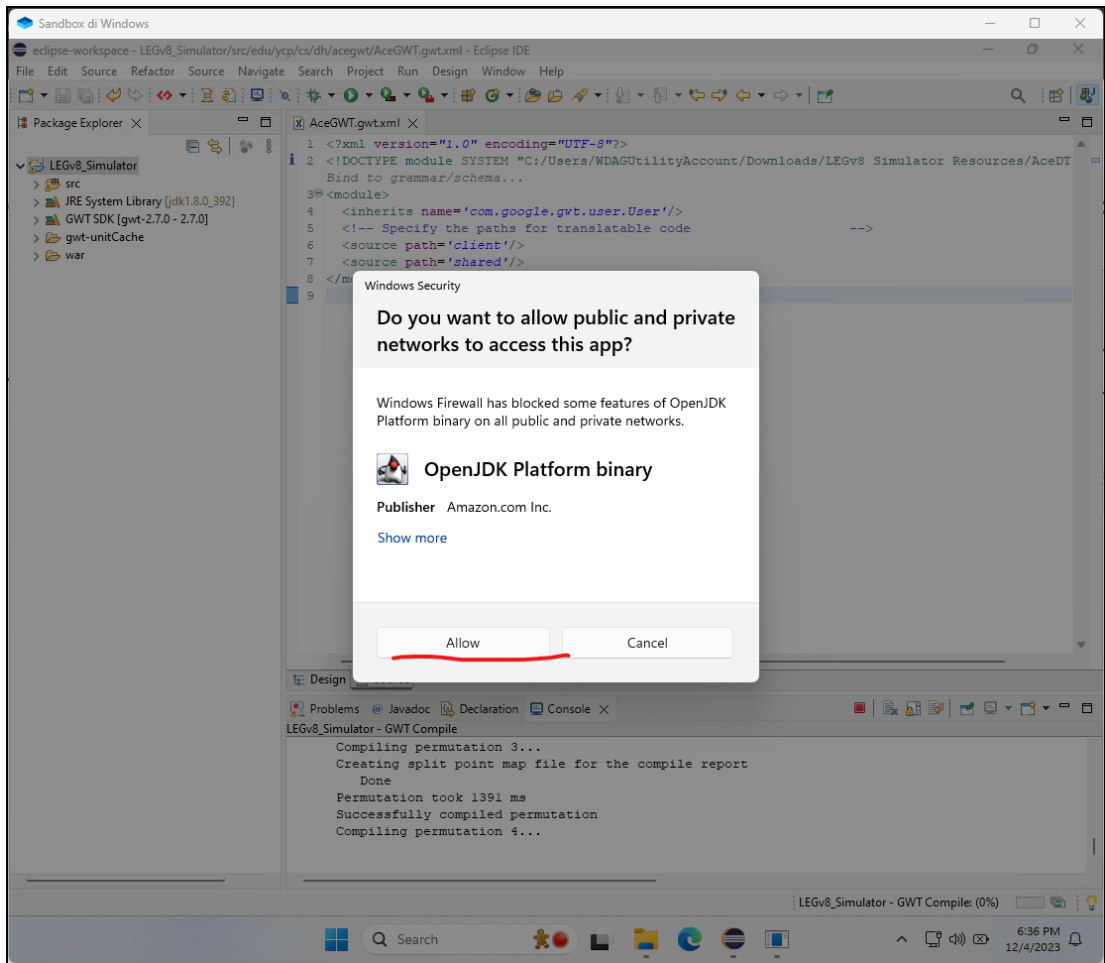 Sandbox di Windows
eclipse-workspace - LEGv8_Simulator/src/edu/ycp/cs/dh/acegwt/AceGWT.gwt.xml - Eclipse IDE
File Edit Source Refactor Source Navigate Search Project Run Design Window Help
Package Explorer
AceGWT.gwt.xml
LEGv8_Simulator
src
JRE System Library [jdk1.8.0_392]
GWT SDK [gwt-2.7.0 - 2.7.0]
gwt-unitCache
war
1 <?xml version="1.0" encoding="UTF-8"?>
2 <!DOCTYPE module SYSTEM "C:/Users/WDAGUtilityAccount/Downloads/LEGv8 Simulator Resources/AceDT
Bind to grammar/schema...
3 <module>
4 <inherits name='com.google.gwt.user.User'/>
5 <!-- Specify the paths for translatable code -->
6 <source path='client'/>
7 <source path='shared'/>
8 </m
9
Windows Security
Do you want to allow public and private
networks to access this app?
Windows Firewall has blocked some features of OpenJDK
Platform binary on all public and private networks.
OpenJDK Platform binary
Publisher Amazon.com Inc.
Show more
Allow Cancel
Design
Problems @ Javadoc Declaration Console
LEGv8_Simulator - GWT Compile
Compiling permutation 3...
Creating split point map file for the compile report
Done
Permutation took 1391 ms
Successfully compiled permutation
Compiling permutation 4...
LEGv8_Simulator - GWT Compile: (0%)
Search
6:36 PM
12/4/2023